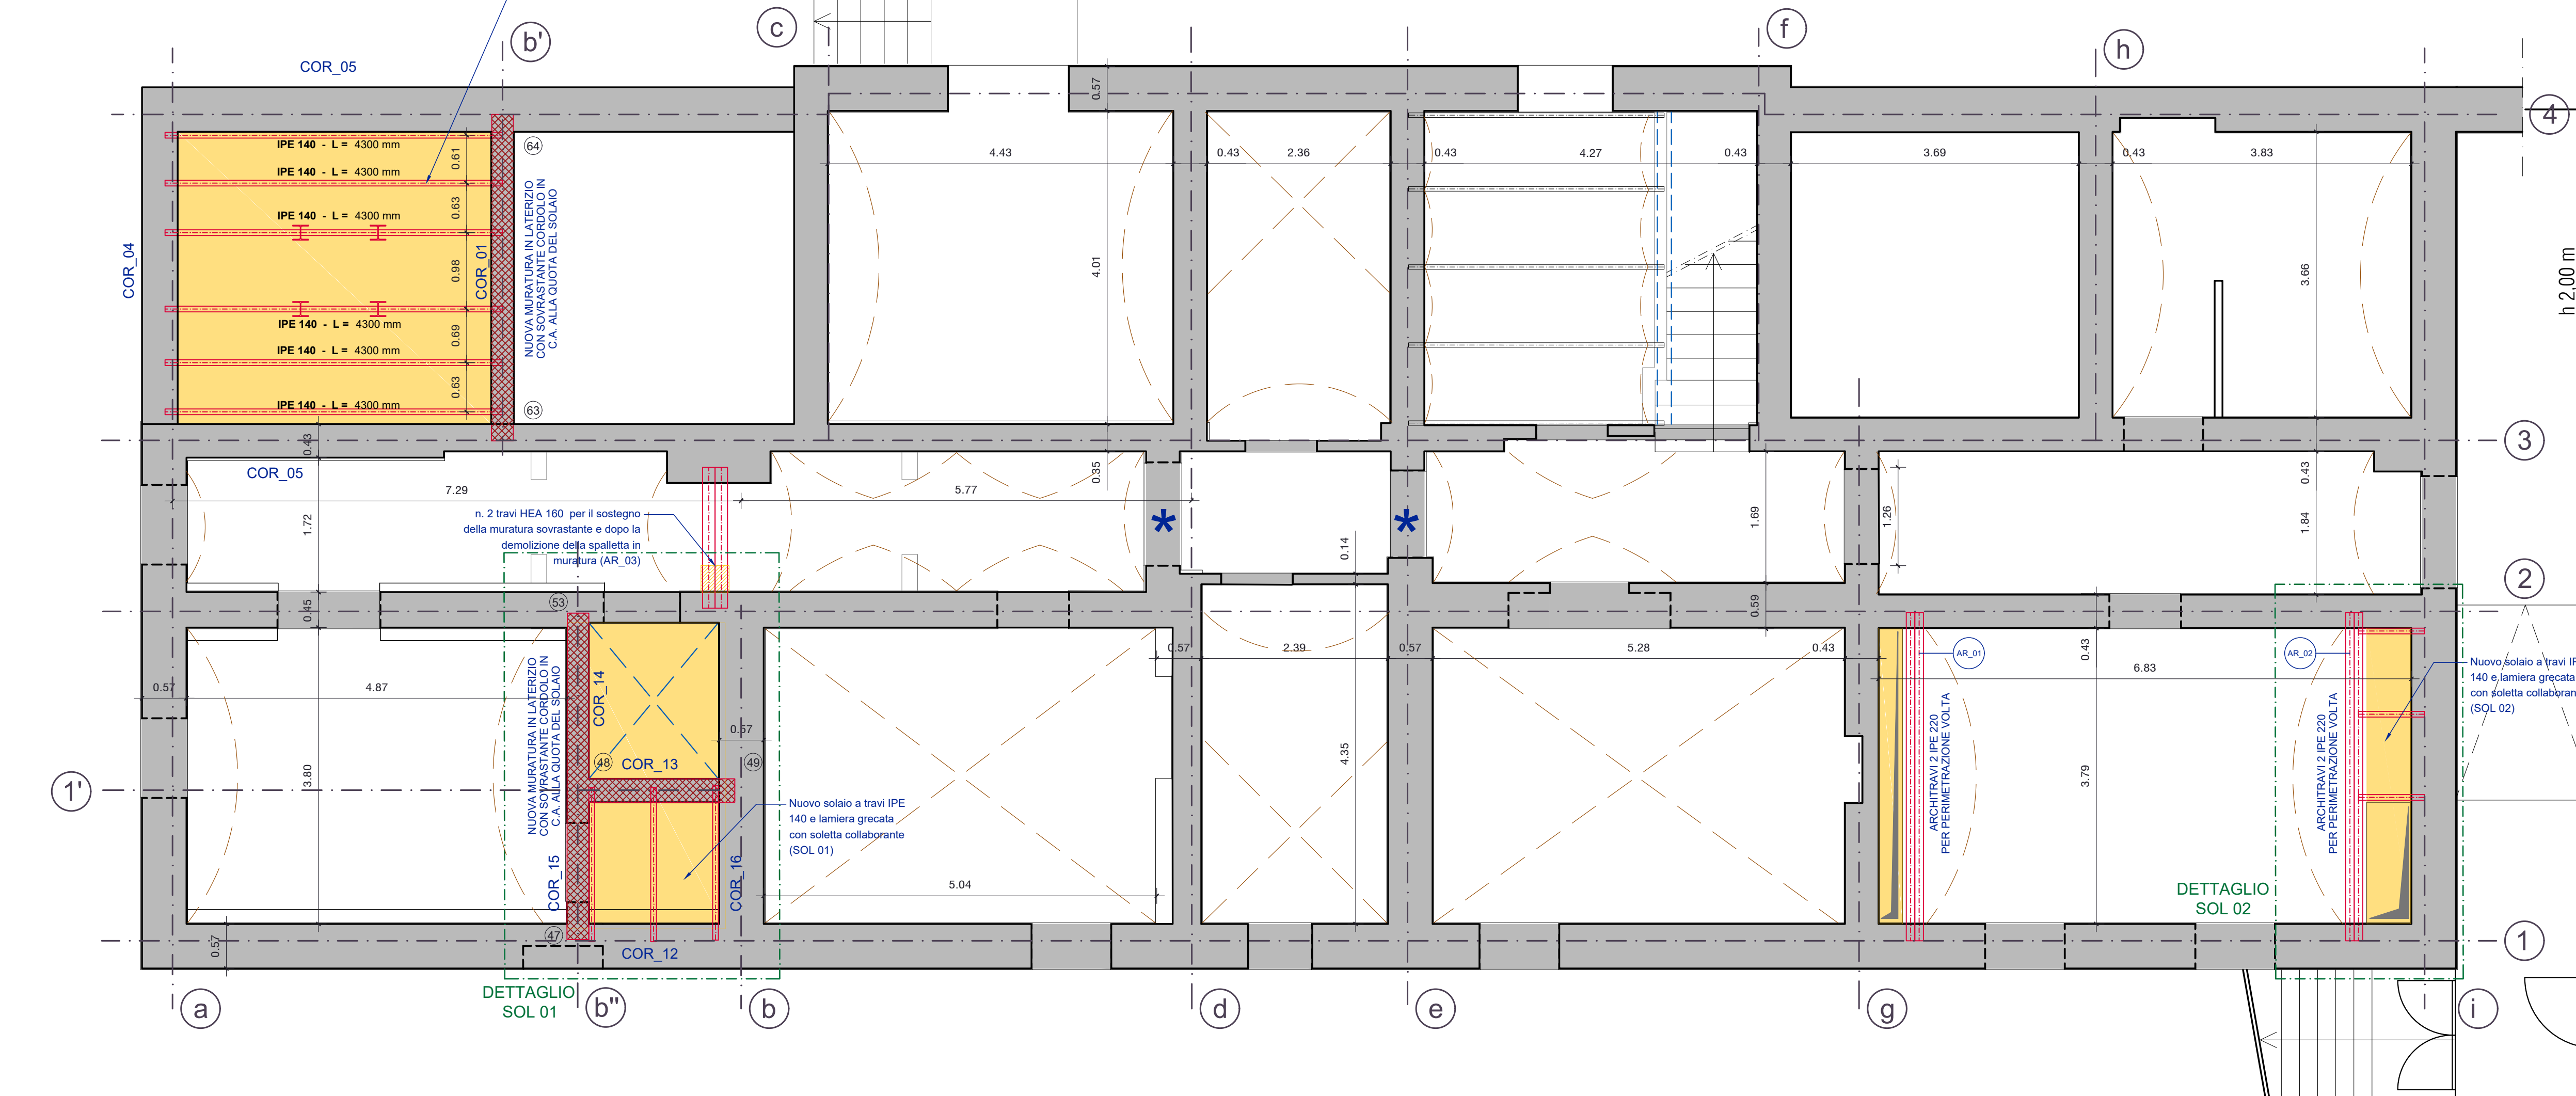 c
f
b'
h
COR_05
4
IPE 140 - L = 4300 mm
IPE 140 - L = 4300 mm
IPE 140 - L = 4300 mm
IPE 140 - L = 4300 mm
IPE 140 - L = 4300 mm
IPE 140 - L = 4300 mm
0.61
0.63
0.98
0.69
0.63
COR_04
COR_01
64
63
NUOVA MURATURA IN LATERIZIO
CON SOVRASTANTE CORDOLO IN
C.A. ALLA QUOTA DEL SOLAIO
0.57
4.43
4.01
0.43
2.36
0.43
4.27
0.43
3.69
0.43
3.83
3.66
h 2,00 m
3
0.43
COR_05
7.29
1.72
n. 2 travi HEA 160 per il sostegno
della muratura sovrastante e dopo la
demolizione della spalletta in
muratura (AR_03)
5.77
0.35
*
*
0.14
1.69
1.26
0.43
1.84
2
0.45
53
0.59
0.57
4.87
3.80
NUOVA MURATURA IN LATERIZIO
CON SOVRASTANTE CORDOLO IN
C.A. ALLA QUOTA DEL SOLAIO
COR_14
48
COR_13
0.57
49
0.57
2.39
0.57
5.28
0.43
4.35
AR_01
0.43
6.83
AR_02
Nuovo solaio a travi
140 e lamiera grecata
con soletta
(SOL 02)
ARCHITRAVI 2 IPE 220
PER PERIMETRAZIONE VOLTA
3.79
ARCHITRAVI 2 IPE 220
PER PERIMETRAZIONE VOLTA
1'
Nuovo solaio a travi IPE
140 e lamiera grecata
con soletta collaborante
(SOL 01)
COR_15
COR_16
5.04
DETTAGLIO
SOL 02
0.57
47
COR_12
1
DETTAGLIO
SOL 01
a
b''
b
d
e
g
i